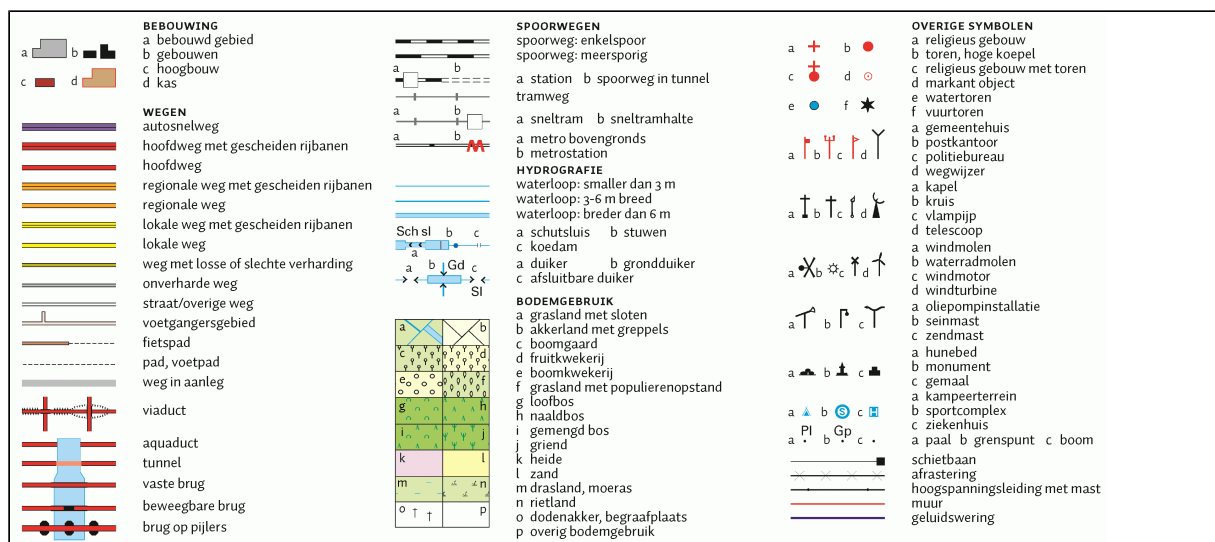 BEBOUWING
a b
a bebouwd gebied
b gebouwen
c d
c hoogbouw
d kas
WEGEN
autosnelweg
hoofdweg met gescheiden rijbanen
hoofdweg
regionale weg met gescheiden rijbanen
regionale weg
lokale weg met gescheiden rijbanen
lokale weg
weg met losse of slechte verharding
onverharde weg
straat/overige weg
voetgangersgebied
fietspad
pad, voetpad
weg in aanleg
viaduct
aquaduct
tunnel
vaste brug
beweegbare brug
brug op pijlers
SPOORWEGEN
spoorweg: enkelspoor
spoorweg: meersporig
a b
a station b spoorweg in tunnel
tramweg
a b
a sneltram b sneltramhalte
a b
a metro bovengronds
b metrostation
HYDROGRAFIE
waterloop: smaller dan 3 m
waterloop: 3-6 m breed
waterloop: breder dan 6 m
Sch sl b c
a
a schutsluis b stuwen
c koedam
a b Gd c
Sl
a duiker b grondduiker
c afsluitbare duiker
BODEMGEBRUIK
a b
c d
e f
g h
i j
k l
m n
o p
a grasland met sloten
b akkerland met greppels
c boomgaard
d fruitkwekerij
e boomkwekerij
f grasland met populierenopstand
g loofbos
h naaldbos
i gemengd bos
j griend
k heide
l zand
m drasland, moeras
n rietland
o dodenakker, begraafplaats
p overig bodemgebruik
OVERIGE SYMBOLEN
a b
c d
e f
a religieus gebouw
b toren, hoge koepel
c religieus gebouw met toren
d markant object
e watertoren
f vuurtoren
a b c d
a gemeentehuis
b postkantoor
c politiebureau
d wegwijzer
a b c d
a kapel
b kruis
c vlampijp
d telescoop
a b c d
a windmolen
b waterradmolen
c windmotor
d windturbine
a b c
a oliepompinstallatie
b seinmast
c zendmast
a b c
a hunebed
b monument
c gemaal
a b S c H
a kampeerterrein
b sportcomplex
c ziekenhuis
Pl Gp
a b c
a paal b grenspunt c boom
schietbaan
afrastering
hoogspanningsleiding met mast
muur
geluidswering